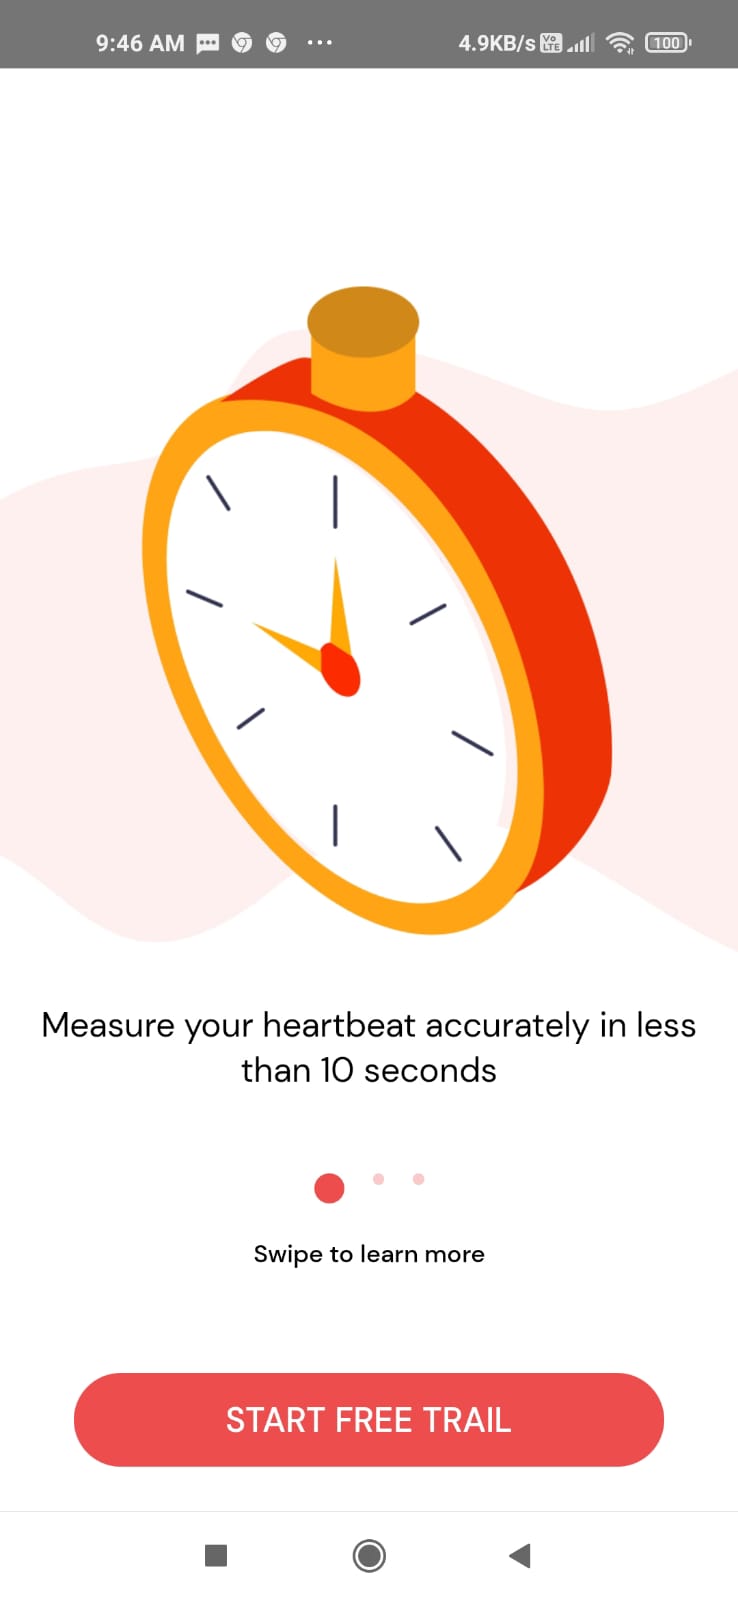 9:46 AM 4.9KB/s Vo LTE 100
Measure your heartbeat accurately in less
than 10 seconds
Swipe to learn more
START FREE TRAIL